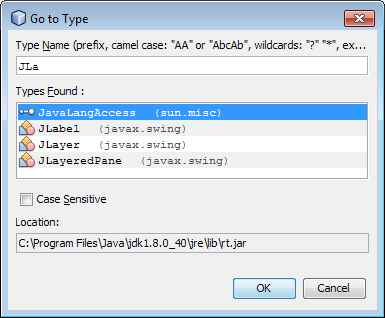 Go to Type
Type Name (prefix, camel case: "AA" or "AbcAb", wildcards: "?" "*", ex...
JLa
Types Found :
JavaLangAccess (sun.misc)
JLabel (javax.swing)
JLayer (javax.swing)
JLayeredPane (javax.swing)
Case Sensitive
Location:
C:\Program Files\Java\jdk1.8.0_40\jre\lib\rt.jar
OK Cancel